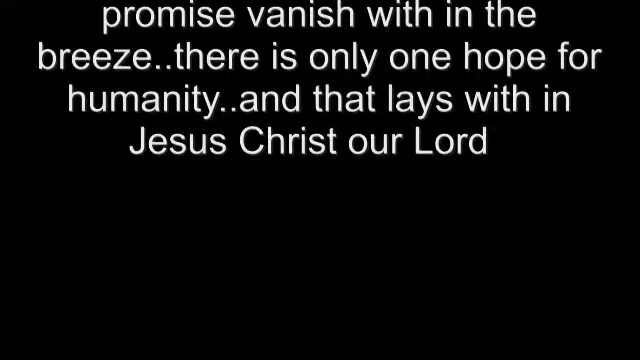 promise vanish with in the
breeze..there is only one hope for
humanity..and that lays with in
Jesus Christ our Lord